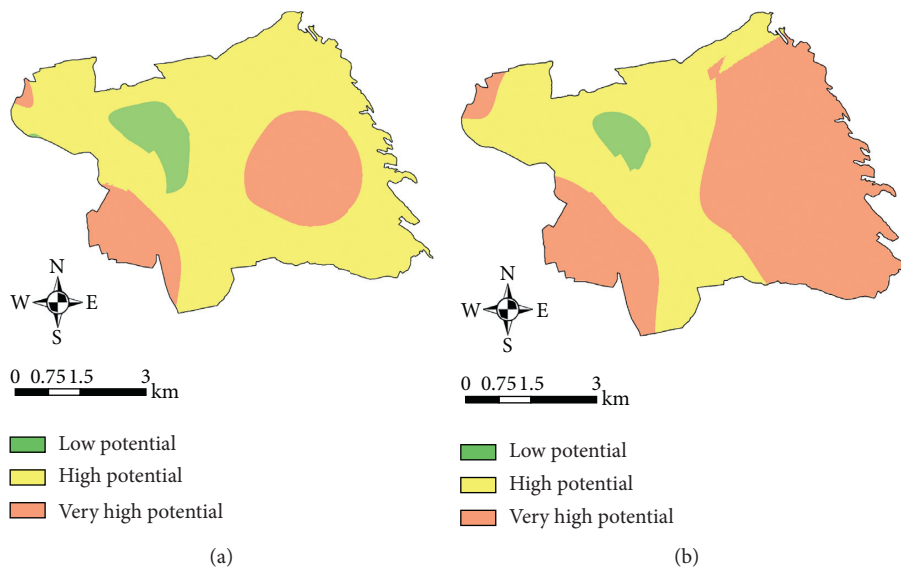 N
W E
S
0 0.75 1.5 3
km
Low potential
High potential
Very high potential
(a)
N
W E
S
0 0.75 1.5 3
km
Low potential
High potential
Very high potential
(b)